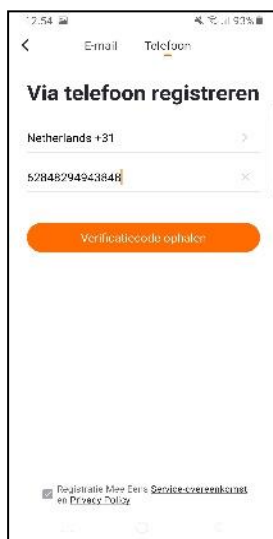 12.54 93%
E-mail Telefoon
Via telefoon registreren
Netherlands +31
62848294943848
Verificatiecode ophalen
Registratie Mee Eens Service-overeenkomst
en Privacy Policy